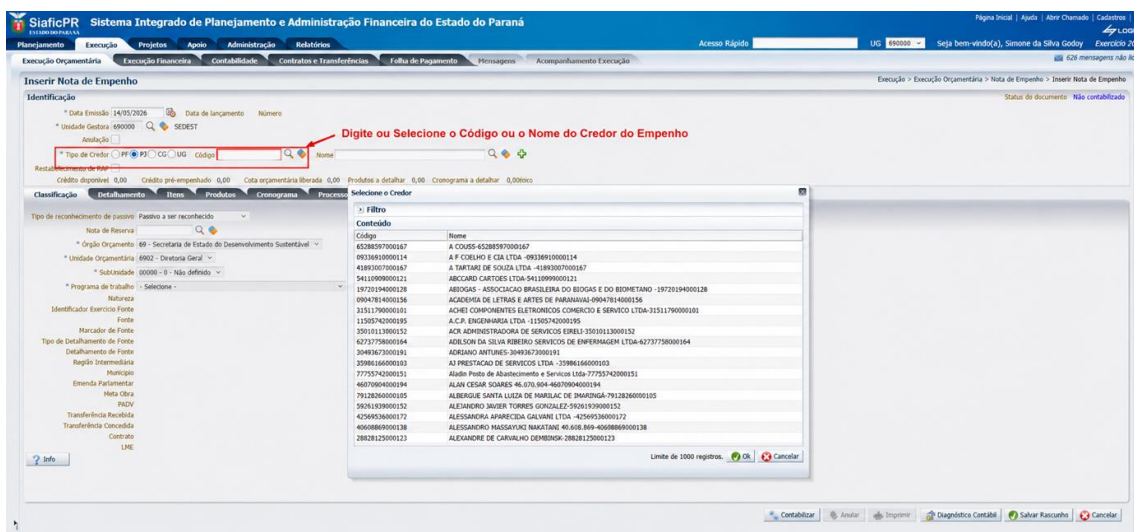 SiaficPR Sistema Integrado de Planejamento e Administração Financeira do Estado do Paraná
ESTADO DO PARANÁ
Página Inicial | Ajuda | Abrir Chamado | Cadastros |
Planejamento Execução Projetos Apoio Administração Relatórios Acesso Rápido UG 690000 Seja bem-vindo(a), Simone da Silva Godoy Exercício 20
Execução Orçamentária Execução Financeira Contabilidade Contratos e Transferências Folha de Pagamento Mensagens Acompanhamento Execução 626 mensagens não li
Inserir Nota de Empenho Execução > Execução Orçamentária > Nota de Empenho > Inserir Nota de Empenho
Identificação Status do documento Não contabilizado
* Data Emissão 14/05/2026 Data de lançamento Número
* Unidade Gestora 690000 SEDEST
Anulação
Digite ou Selecione o Código ou o Nome do Credor do Empenho
* Tipo de Credor PF PJ CG UG Código Nome
Restabelecimento de RAP
Crédito disponível 0,00 Crédito pré-empenhado 0,00 Cota orçamentária liberada 0,00 Produtos a detalhar 0,00 Cronograma a detalhar 0,00
Classificação Detalhamento Itens Produtos Cronograma Processo
Tipo de reconhecimento de passivo Passivo a ser reconhecido
Nota de Reserva
* Órgão Orçamento 69 - Secretaria de Estado do Desenvolvimento Sustentável
* Unidade Orçamentária 6902 - Diretoria Geral
* SubUnidade 00000 - 0 - Não definido
* Programa de trabalho - Selecione -
Natureza
Identificador Exercício Fonte
Fonte
Marcador de Fonte
Tipo de Detalhamento de Fonte
Detalhamento de Fonte
Região Intermediária
Município
Emenda Parlamentar
Meta Obra
PADV
Transferência Recebida
Transferência Concedida
Contrato
LME
Info
Selecione o Credor
Filtro
Conteúdo
Código Nome
65288597000167 A COUSS-65288597000167
09336910000114 A F COELHO E CIA LTDA -09336910000114
41893007000167 A TARTARI DE SOUZA LTDA -41893007000167
54110909000121 ABCCARD CARTOES LTDA-54110999000121
19720194000128 ABIOGAS - ASSOCIACAO BRASILEIRA DO BIOGAS E DO BIOMETANO -19720194000128
09047814000156 ACADEMIA DE LETRAS E ARTES DE PARANAVAI-09047814000156
31511790000101 ACHEI COMPONENTES ELETRONICOS COMERCIO E SERVICO LTDA-31511790000101
11505742000195 A.C.P. ENGENHARIA LTDA -11505742000195
35010113000152 ACR ADMINISTRADORA DE SERVICOS EIRELI-35010113000152
62737758000164 ADILSON DA SILVA RIBEIRO SERVICOS DE ENFERMAGEM LTDA-62737758000164
30493673000191 ADRIANO ANTUNES-30493673000191
35986166000103 AJ PRESTACAO DE SERVICOS LTDA -35986166000103
77755742000151 Aladin Posto de Abastecimento e Servicos Ltda-77755742000151
46070904000194 ALAN CESAR SOARES 46.070.904-46070904000194
79128260000105 ALBERGUE SANTA LUIZA DE MARILAC DE IMARINGÁ-79128260000105
59261939000152 ALEJANDRO JAVIER TORRES GONZALEZ-59261939000152
42569536000172 ALESSANDRA APARECIDA GALVANI LTDA -42569536000172
40608869000138 ALESSANDRO MASSAYUKI NAKATANI 40.608.869-40608869000138
28828125000123 ALEXANDRE DE CARVALHO DEMBINSK-28828125000123
Limite de 1000 registros. Ok Cancelar
Contabilizar Anular Imprimir Diagnóstico Contábil Salvar Rascunho Cancelar